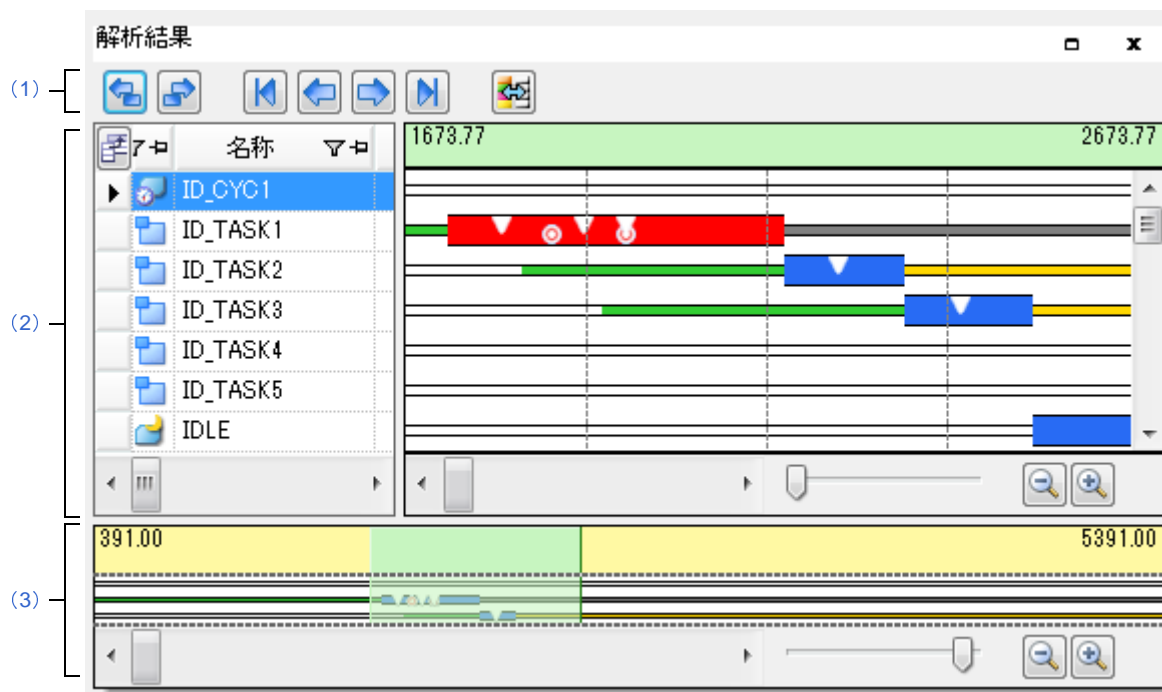 解析結果
(1)
名称
1673.77 2673.77
ID_CYC1
ID_TASK1
(2)
ID_TASK2
ID_TASK3
ID_TASK4
ID_TASK5
IDLE
391.00 5391.00
(3)